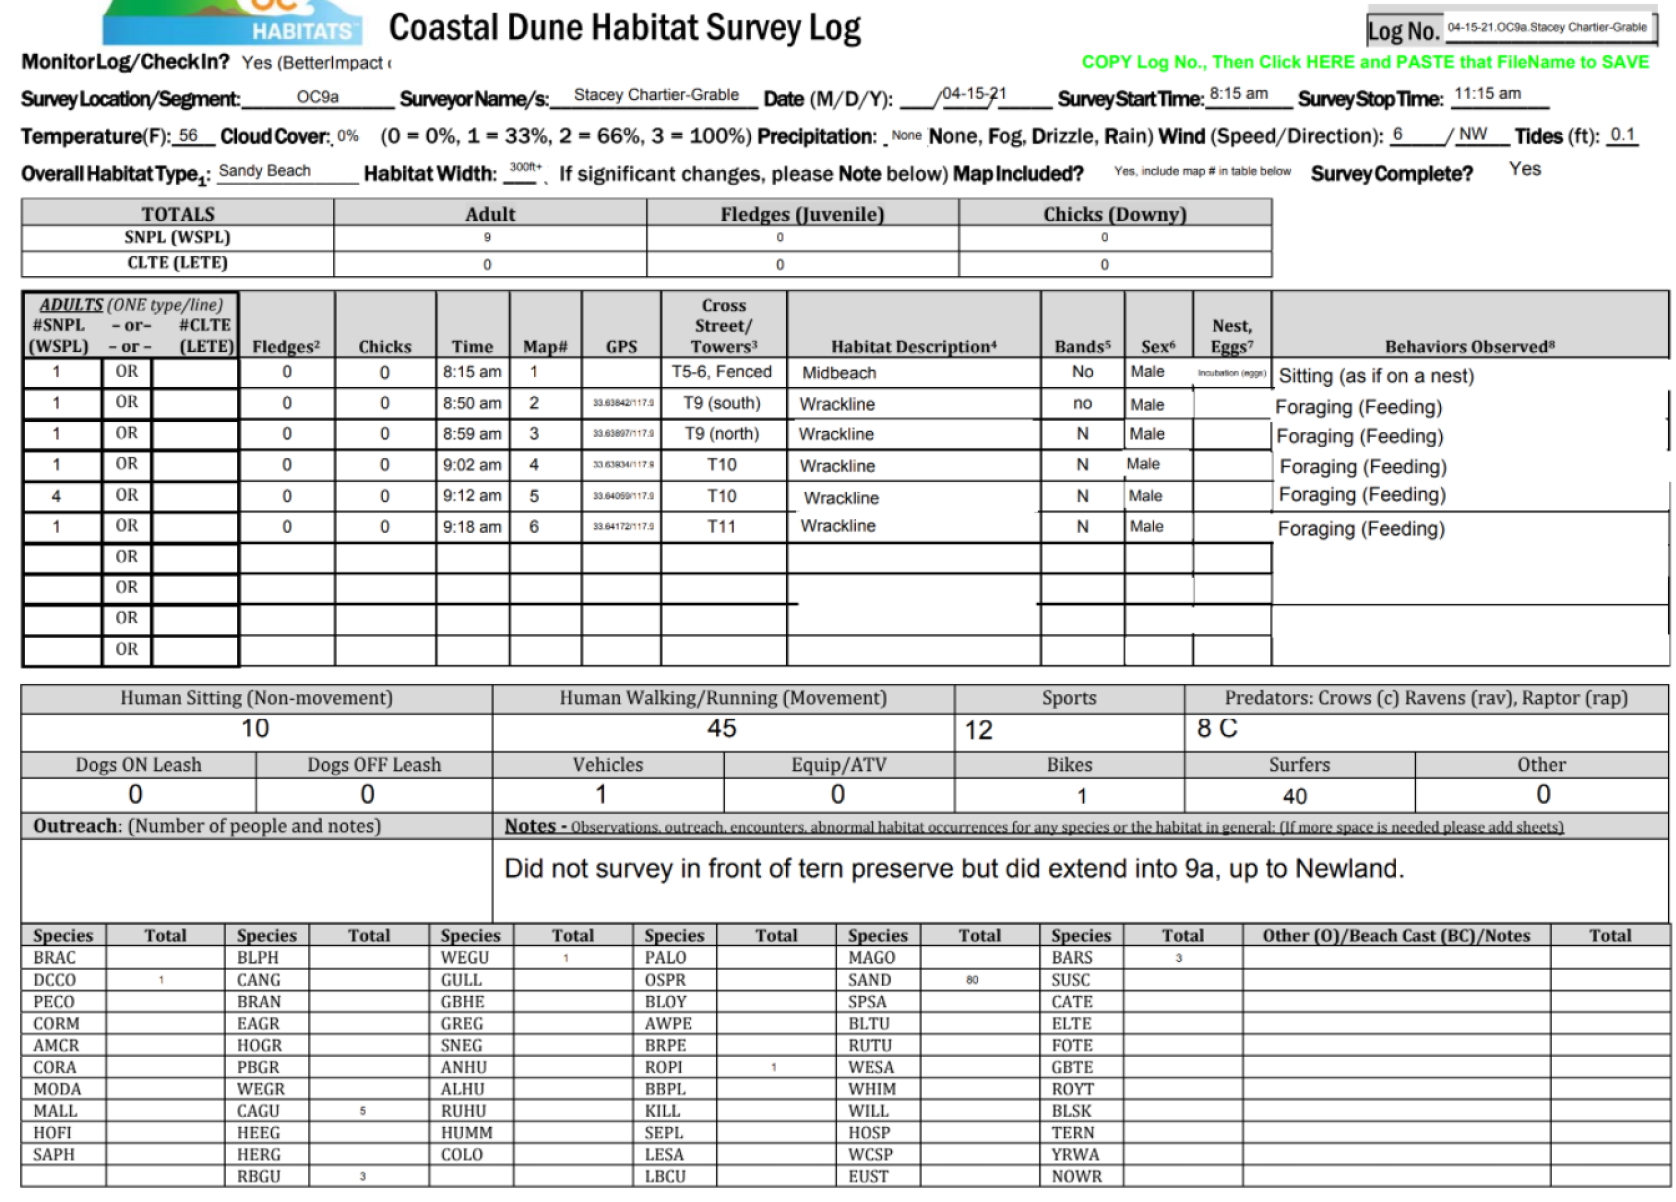 OC
HABITATS
Coastal Dune Habitat Survey Log
Log No. 04-15-21.OC9a.Stacey Chartier-Grable
MonitorLog/CheckIn? Yes (BetterImpact
COPY Log No., Then Click HERE and PASTE that FileName to SAVE
Survey Location/Segment: OC9a Surveyor Name/s: Stacey Chartier-Grable Date (M/D/Y): 04-15-21 Survey Start Time: 8:15 am Survey Stop Time: 11:15 am
Temperature(F): 56 Cloud Cover: 0% (0 = 0%, 1 = 33%, 2 = 66%, 3 = 100%) Precipitation: None None, Fog, Drizzle, Rain) Wind (Speed/Direction): 6 / NW Tides (ft): 0.1
Overall Habitat Type1: Sandy Beach Habitat Width: 300ft+ If significant changes, please Note below) Map Included? Yes, include map # in table below Survey Complete? Yes
TOTALS Adult Fledges (Juvenile) Chicks (Downy)
SNPL (WSPL) 9 0 0
CLTE (LETE) 0 0 0
ADULTS (ONE type/line)
#SNPL – or– #CLTE
(WSPL) – or – (LETE) Fledges² Chicks Time Map# GPS Cross Street/ Towers³ Habitat Description⁴ Bands⁵ Sex⁶ Nest, Eggs⁷ Behaviors Observed⁸
1 OR 0 0 8:15 am 1 T5-6, Fenced Midbeach No Male Incubation (eggs) Sitting (as if on a nest)
1 OR 0 0 8:50 am 2 33.63842/117.9 T9 (south) Wrackline no Male Foraging (Feeding)
1 OR 0 0 8:59 am 3 33.63897/117.9 T9 (north) Wrackline N Male Foraging (Feeding)
1 OR 0 0 9:02 am 4 33.63934/117.9 T10 Wrackline N Male Foraging (Feeding)
4 OR 0 0 9:12 am 5 33.64059/117.9 T10 Wrackline N Male Foraging (Feeding)
1 OR 0 0 9:18 am 6 33.64172/117.9 T11 Wrackline N Male Foraging (Feeding)
OR
OR
OR
OR
Human Sitting (Non-movement) Human Walking/Running (Movement) Sports Predators: Crows (c) Ravens (rav), Raptor (rap)
10 45 12 8 C
Dogs ON Leash Dogs OFF Leash Vehicles Equip/ATV Bikes Surfers Other
0 0 1 0 1 40 0
Outreach: (Number of people and notes) Notes - Observations, outreach, encounters, abnormal habitat occurrences for any species or the habitat in general: (If more space is needed please add sheets)
Did not survey in front of tern preserve but did extend into 9a, up to Newland.
Species Total Species Total Species Total Species Total Species Total Species Total Other (O)/Beach Cast (BC)/Notes Total
BRAC BLPH WEGU 1 PALO MAGO BARS 3
DCCO 1 CANG GULL OSPR SAND 80 SUSC
PECO BRAN GBHE BLOY SPSA CATE
CORM EAGR GREG AWPE BLTU ELTE
AMCR HOGR SNEG BRPE RUTU FOTE
CORA PBGR ANHU ROPI 1 WESA GBTE
MODA WEGR ALHU BBPL WHIM ROYT
MALL CAGU 5 RUHU KILL WILL BLSK
HOFI HEEG HUMM SEPL HOSP TERN
SAPH HERG COLO LESA WCSP YRWA
RBGU 3 LBCU EUST NOWR